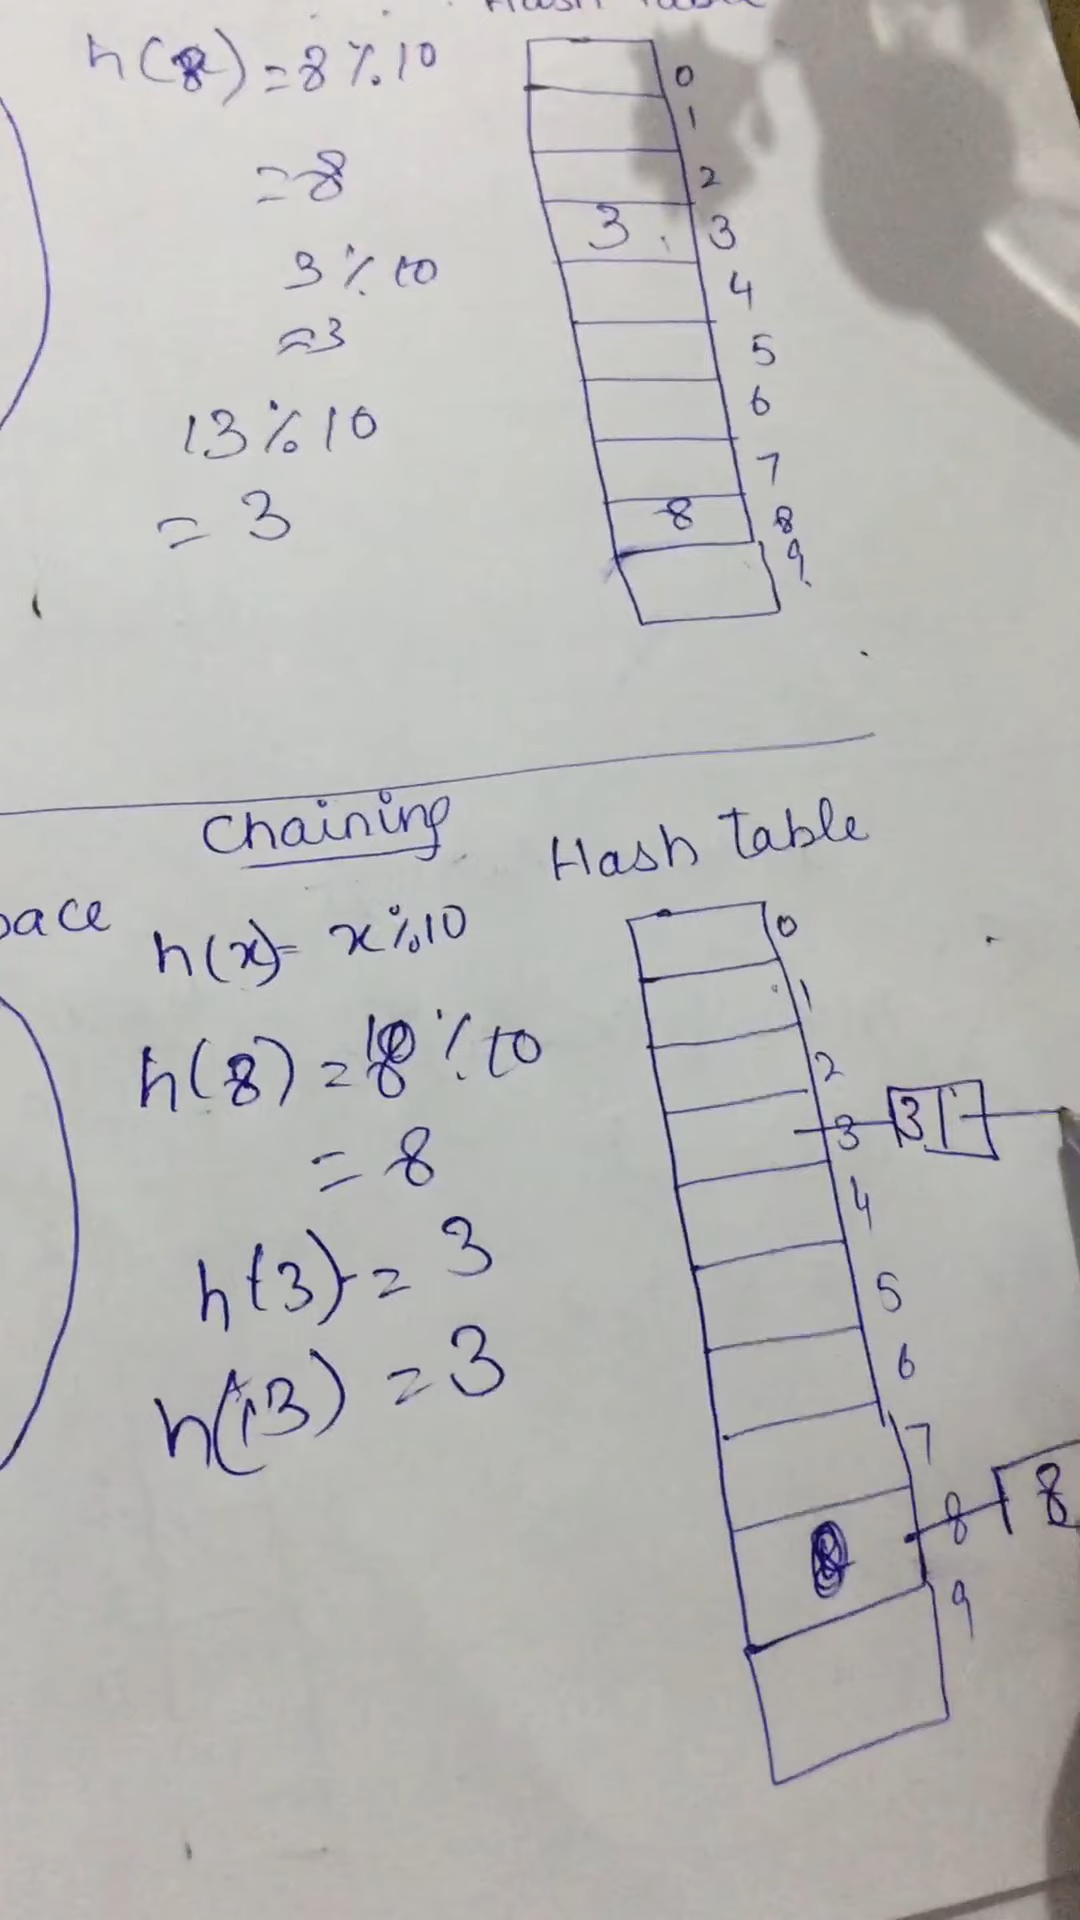 Hash Table
h(8) = 8 % 10
= 8
3 % 10
= 3
13 % 10
= 3
0
1
2
3 3
4
5
6
7
8 8
9
Chaining
Hash Table
h(x) = x % 10
h(8) = 8 % 10
= 8
h(3) = 3
h(13) = 3
0
1
2
3 3
4
5
6
7
8 8
9